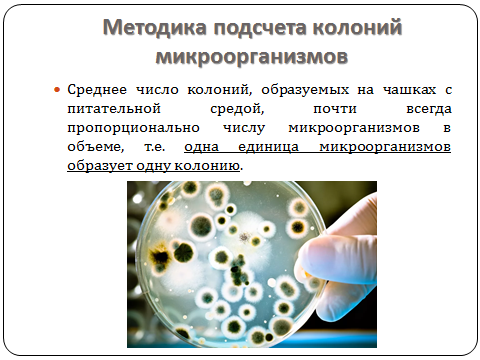 Методика подсчета колоний
микроорганизмов
Среднее число колоний, образуемых на чашках с
питательной средой, почти всегда
пропорционально числу микроорганизмов в
объеме, т.е. одна единица микроорганизмов
образует одну колонию.